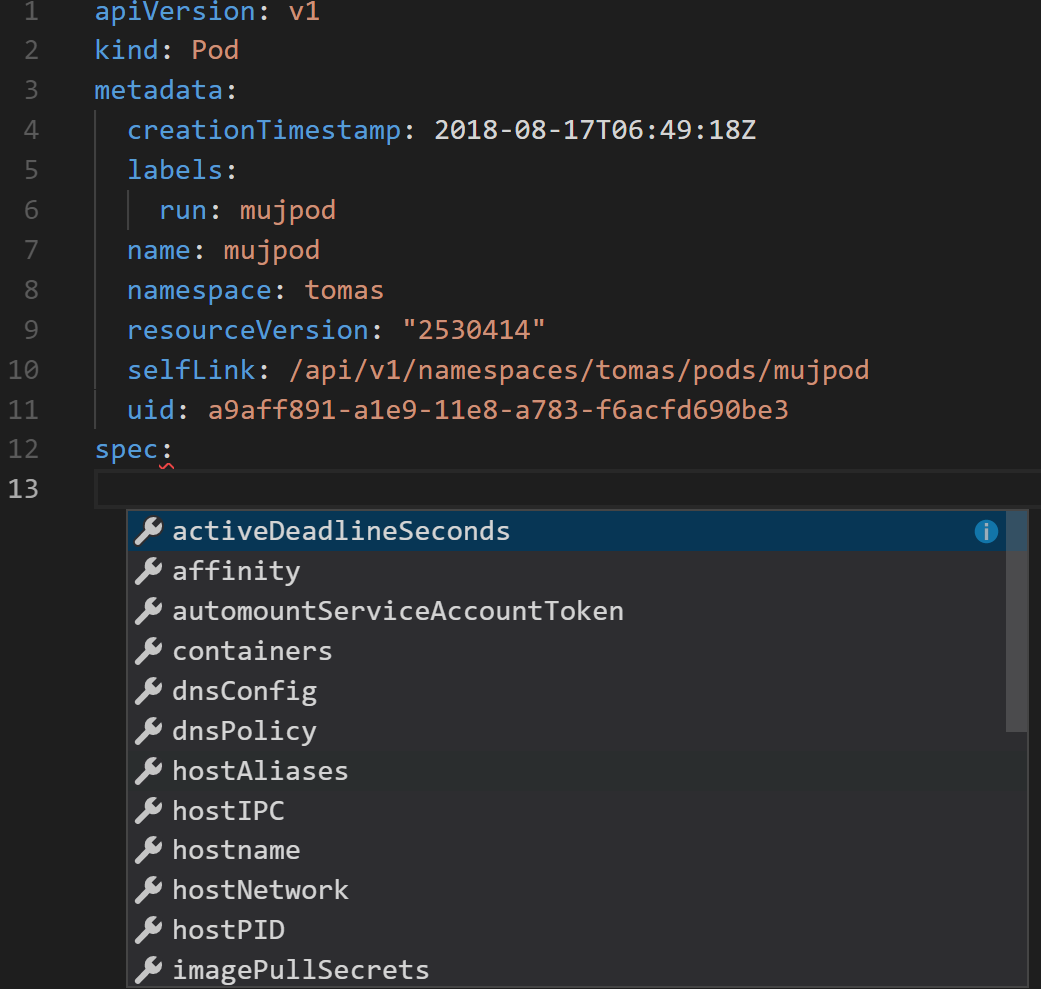 1 apiVersion: v1
2 kind: Pod
3 metadata:
4 creationTimestamp: 2018-08-17T06:49:18Z
5 labels:
6 run: mujpod
7 name: mujpod
8 namespace: tomas
9 resourceVersion: "2530414"
10 selfLink: /api/v1/namespaces/tomas/pods/mujpod
11 uid: a9aff891-a1e9-11e8-a783-f6acfd690be3
12 spec:
13
activeDeadlineSeconds
affinity
automountServiceAccountToken
containers
dnsConfig
dnsPolicy
hostAliases
hostIPC
hostname
hostNetwork
hostPID
imagePullSecrets